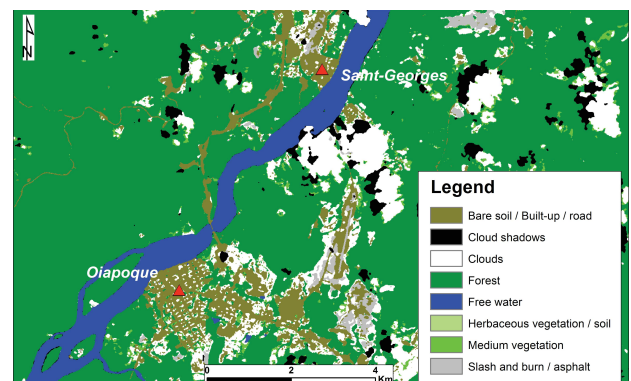 N
Saint-Georges
Oiapoque
Legend
Bare soil / Built-up / road
Cloud shadows
Clouds
Forest
Free water
Herbaceous vegetation / soil
Medium vegetation
Slash and burn / asphalt
0 2 4
Km